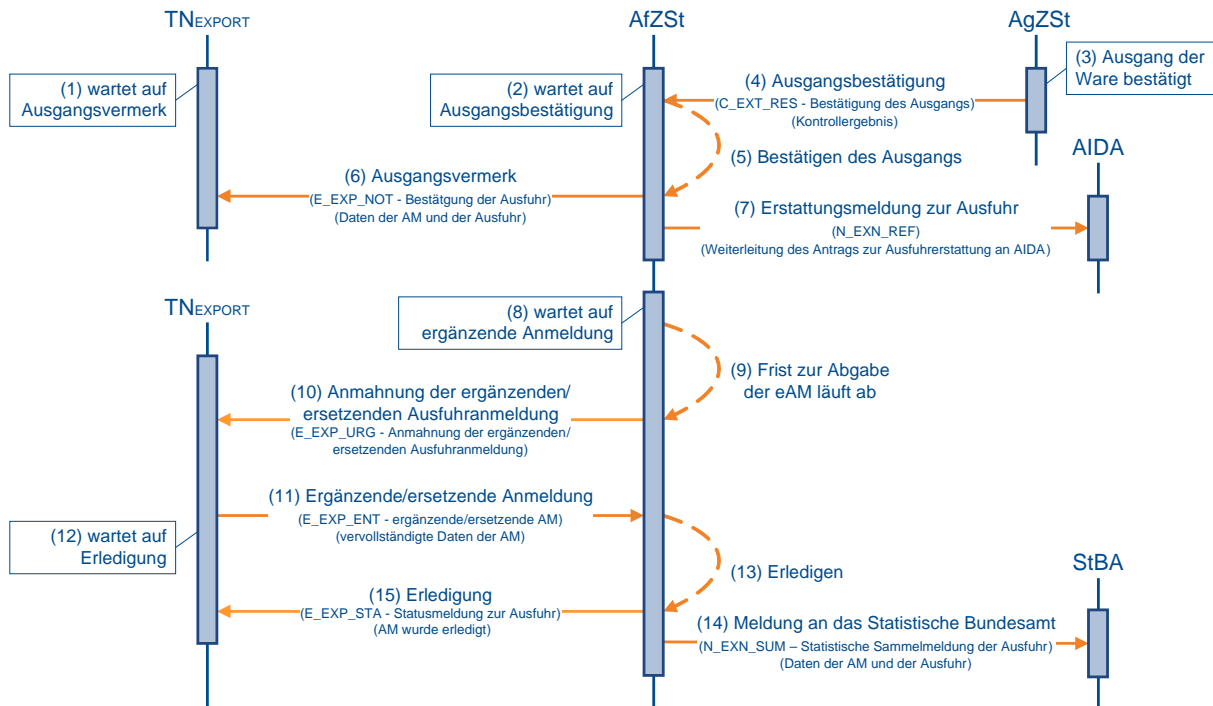 TNEXPORT
AfZSt
AgZSt
(1) wartet auf
Ausgangsvermerk
(2) wartet auf
Ausgangsbestätigung
(3) Ausgang der
Ware bestätigt
(4) Ausgangsbestätigung
(C_EXT_RES - Bestätigung des Ausgangs)
(Kontrollergebnis)
(5) Bestätigen des Ausgangs
AIDA
(6) Ausgangsvermerk
(E_EXP_NOT - Bestätgung der Ausfuhr)
(Daten der AM und der Ausfuhr)
(7) Erstattungsmeldung zur Ausfuhr
(N_EXN_REF)
(Weiterleitung des Antrags zur Ausfuhrerstattung an AIDA)
TNEXPORT
(8) wartet auf
ergänzende Anmeldung
(9) Frist zur Abgabe
der eAM läuft ab
(10) Anmahnung der ergänzenden/
ersetzenden Ausfuhranmeldung
(E_EXP_URG - Anmahnung der ergänzenden/
ersetzenden Ausfuhranmeldung)
(11) Ergänzende/ersetzende Anmeldung
(E_EXP_ENT - ergänzende/ersetzende AM)
(vervollständigte Daten der AM)
(12) wartet auf
Erledigung
(13) Erledigen
StBA
(15) Erledigung
(E_EXP_STA - Statusmeldung zur Ausfuhr)
(AM wurde erledigt)
(14) Meldung an das Statistische Bundesamt
(N_EXN_SUM – Statistische Sammelmeldung der Ausfuhr)
(Daten der AM und der Ausfuhr)